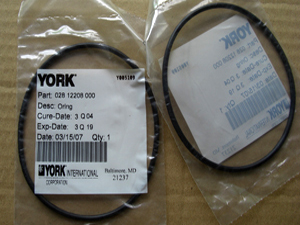 YORK
Part: 028 12208 000
Desc: Oring
Cure-Date: 3 Q 04
Exp-Date: 3 Q 19
Date: 03/15/07 Qty: 1
YORK INTERNATIONAL
CORPORATION
Baltimore, MD
21237
YORK